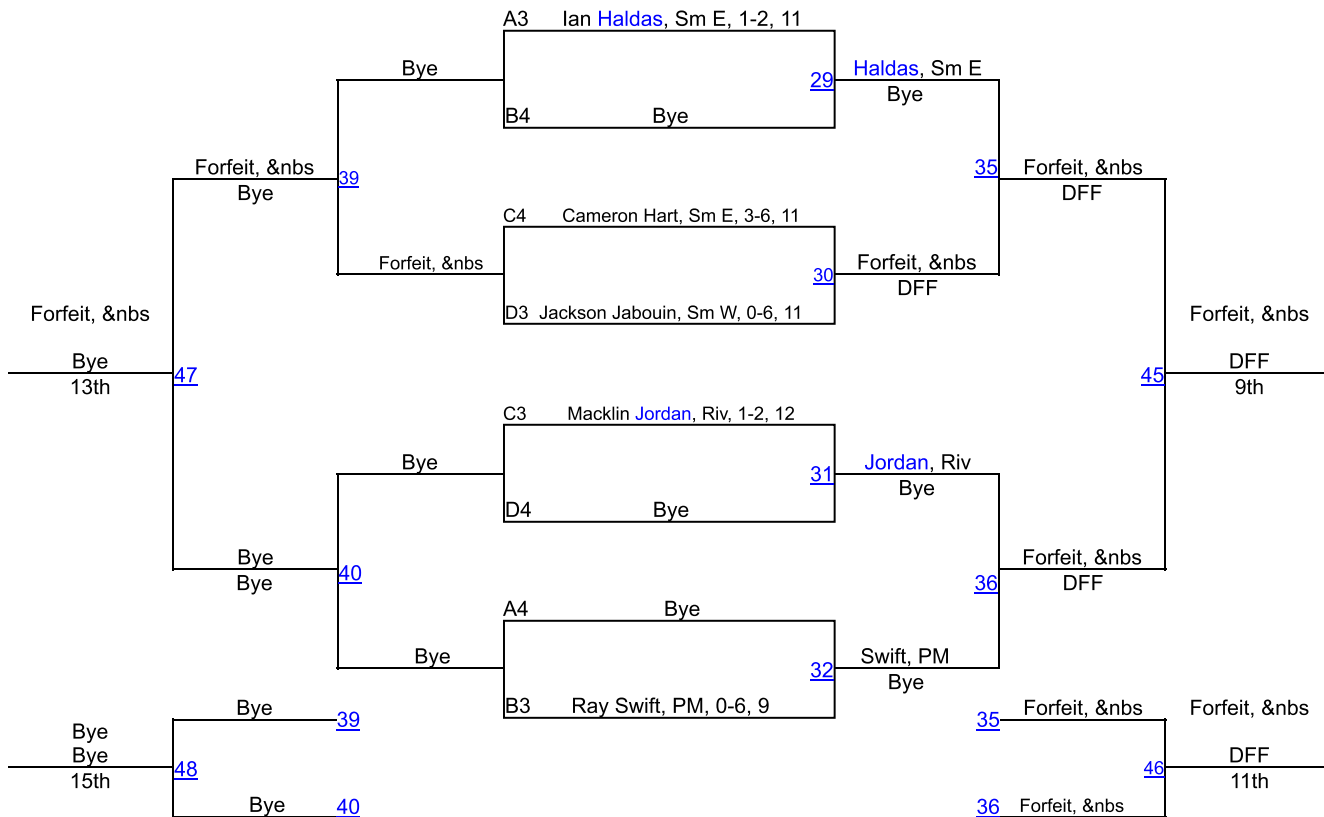 A3 Ian Haldas, Sm E, 1-2, 11
Bye
29
Haldas, Sm E
Bye
B4 Bye
Forfeit, &nbs
Bye
39
35
Forfeit, &nbs
DFF
C4 Cameron Hart, Sm E, 3-6, 11
Forfeit, &nbs
30
Forfeit, &nbs
DFF
D3 Jackson Jabouin, Sm W, 0-6, 11
Forfeit, &nbs
Bye
13th
47
45
Forfeit, &nbs
DFF
9th
C3 Macklin Jordan, Riv, 1-2, 12
Bye
31
Jordan, Riv
Bye
D4 Bye
Bye
Bye
40
36
Forfeit, &nbs
DFF
A4 Bye
Bye
32
Swift, PM
Bye
B3 Ray Swift, PM, 0-6, 9
Bye
39
35
Forfeit, &nbs
Forfeit, &nbs
Bye
Bye
15th
48
46
DFF
11th
Bye
40
36
Forfeit, &nbs